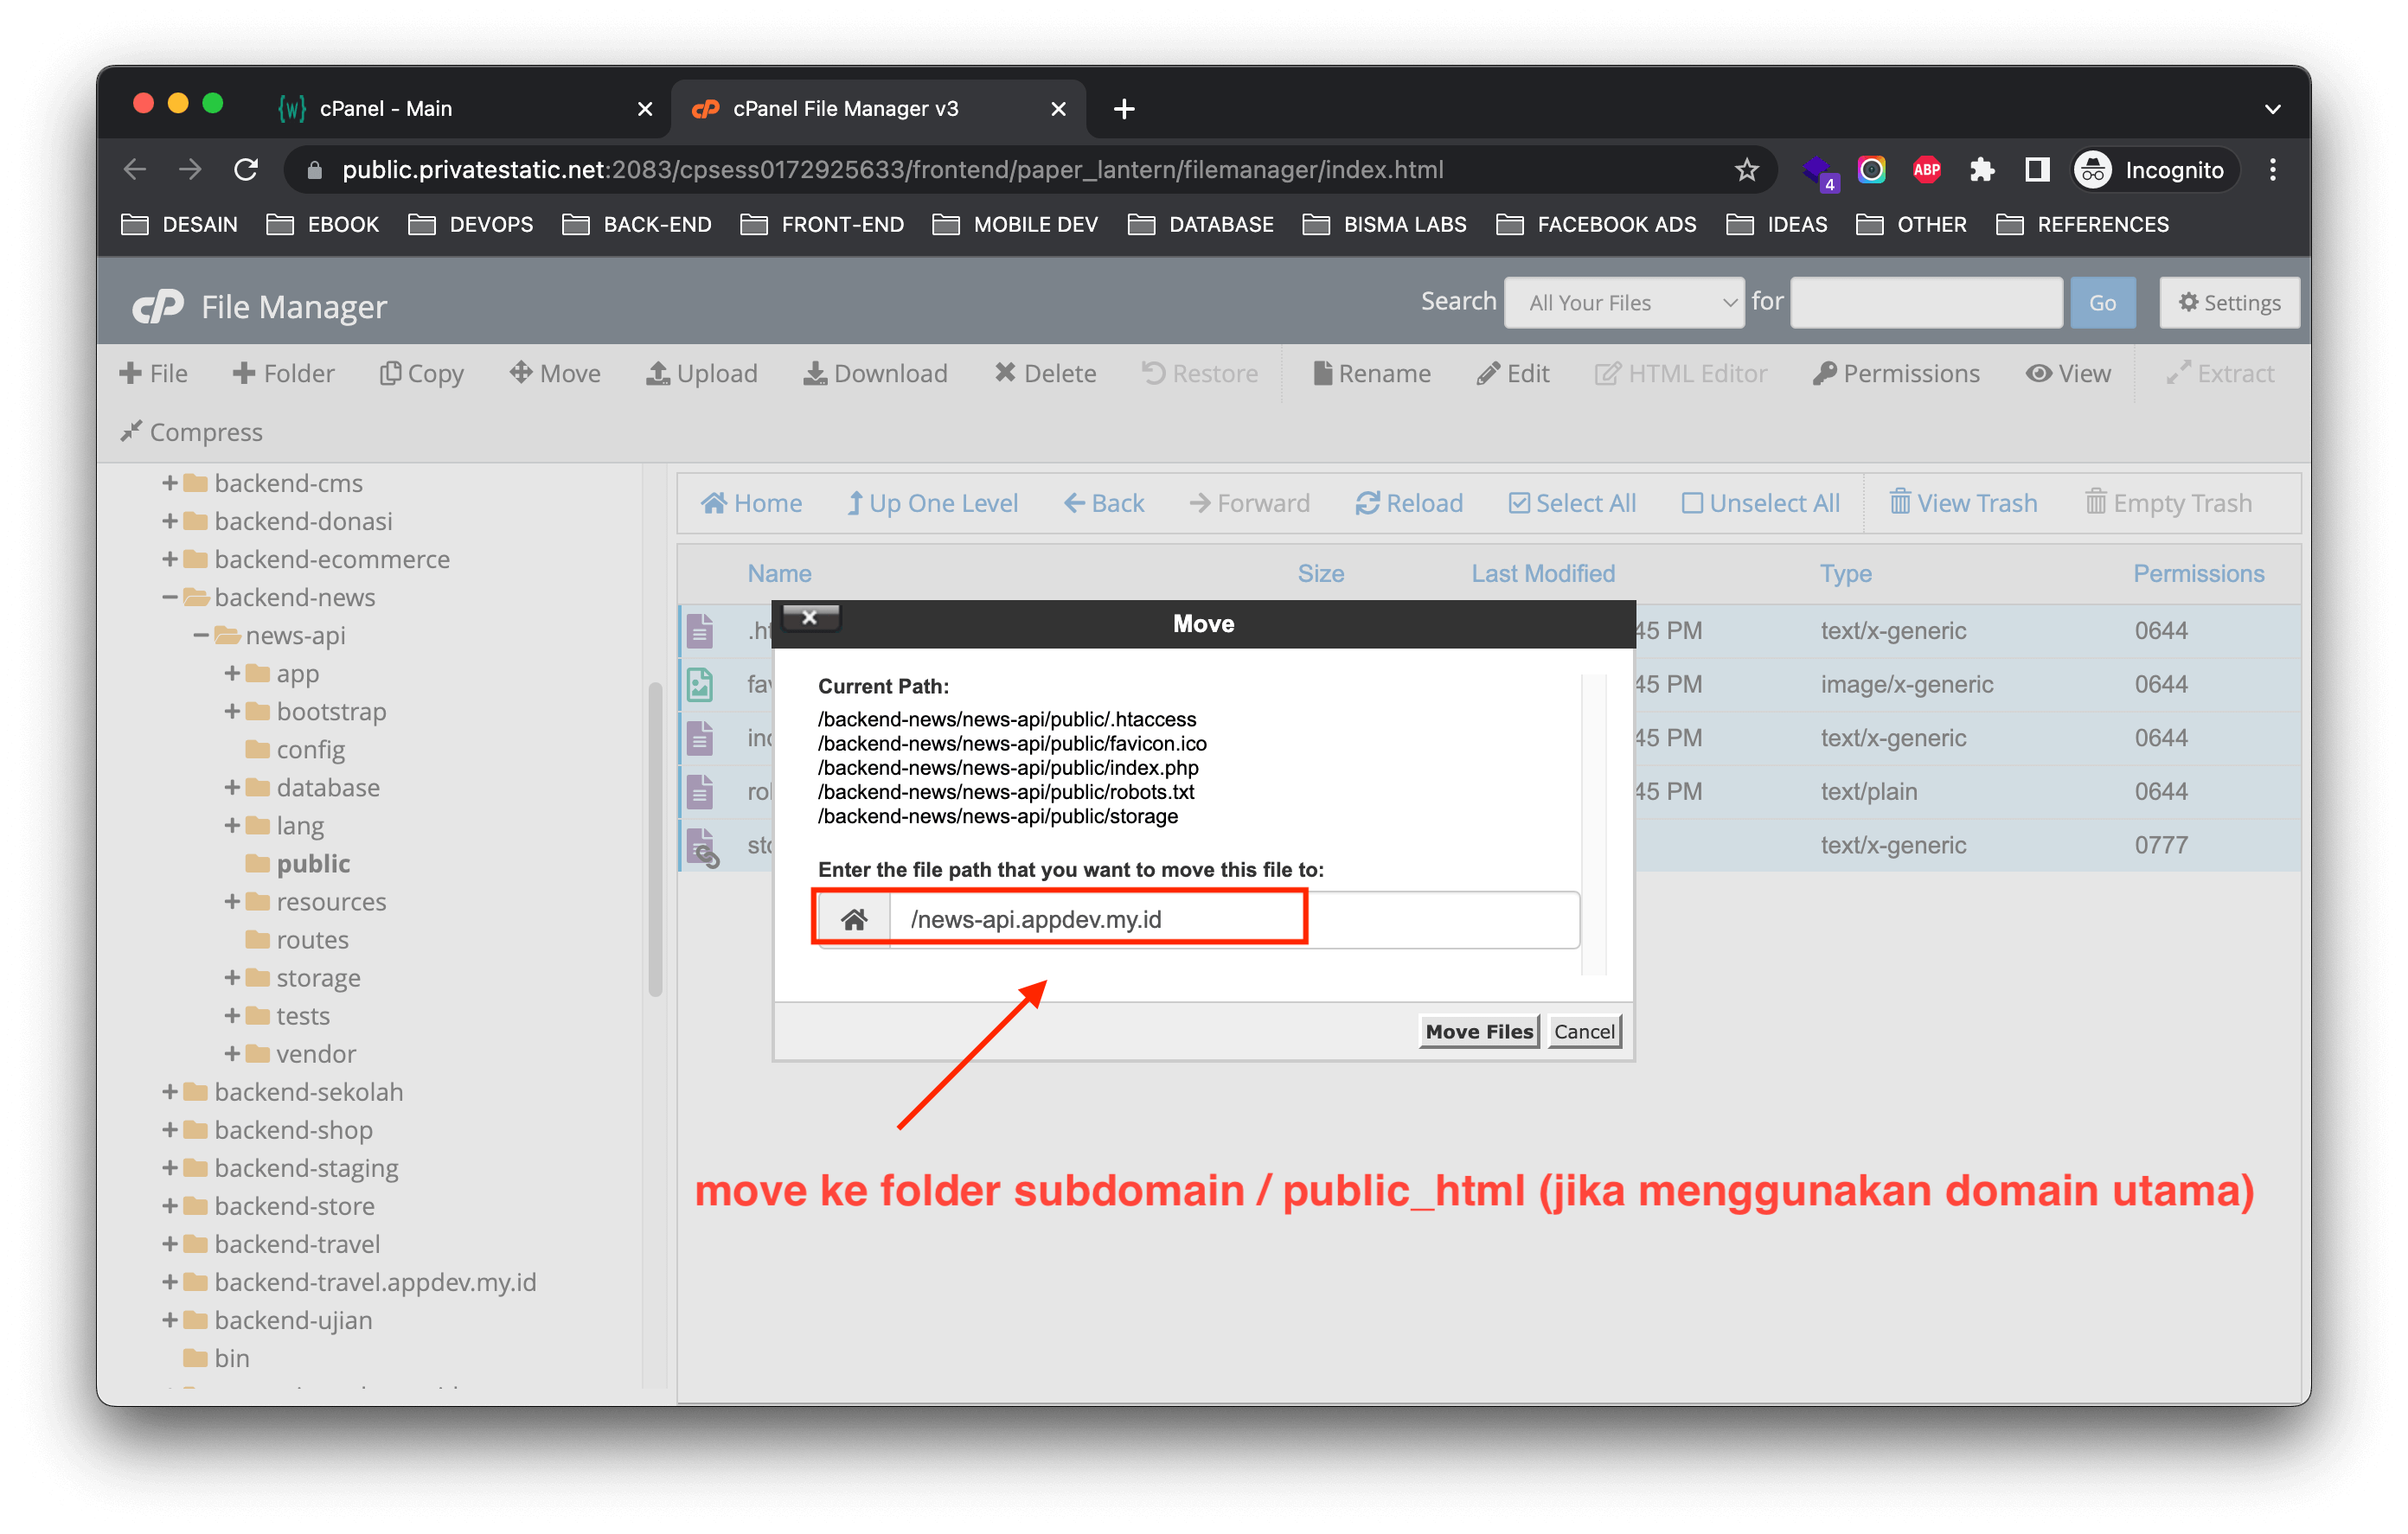 cPanel - Main
cPanel File Manager v3
public.privatestatic.net:2083/cpsess0172925633/frontend/paper_lantern/filemanager/index.html
4
ABP
Incognito
DESAIN EBOOK DEVOPS BACK-END FRONT-END MOBILE DEV DATABASE BISMA LABS FACEBOOK ADS IDEAS OTHER REFERENCES
cP File Manager
Search All Your Files for Go Settings
File Folder Copy Move Upload Download Delete Restore Rename Edit HTML Editor Permissions View Extract
Compress
Home Up One Level Back Forward Reload Select All Unselect All View Trash Empty Trash
Name Size Last Modified Type Permissions
backend-cms
backend-donasi
backend-ecommerce
backend-news
news-api
app
bootstrap
config
database
lang
public
resources
routes
storage
tests
vendor
backend-sekolah
backend-shop
backend-staging
backend-store
backend-travel
backend-travel.appdev.my.id
backend-ujian
bin
45 PM text/x-generic 0644
45 PM image/x-generic 0644
45 PM text/x-generic 0644
45 PM text/plain 0644
text/x-generic 0777
Move
Current Path:
/backend-news/news-api/public/.htaccess
/backend-news/news-api/public/favicon.ico
/backend-news/news-api/public/index.php
/backend-news/news-api/public/robots.txt
/backend-news/news-api/public/storage
Enter the file path that you want to move this file to:
/news-api.appdev.my.id
Move Files Cancel
move ke folder subdomain / public_html (jika menggunakan domain utama)